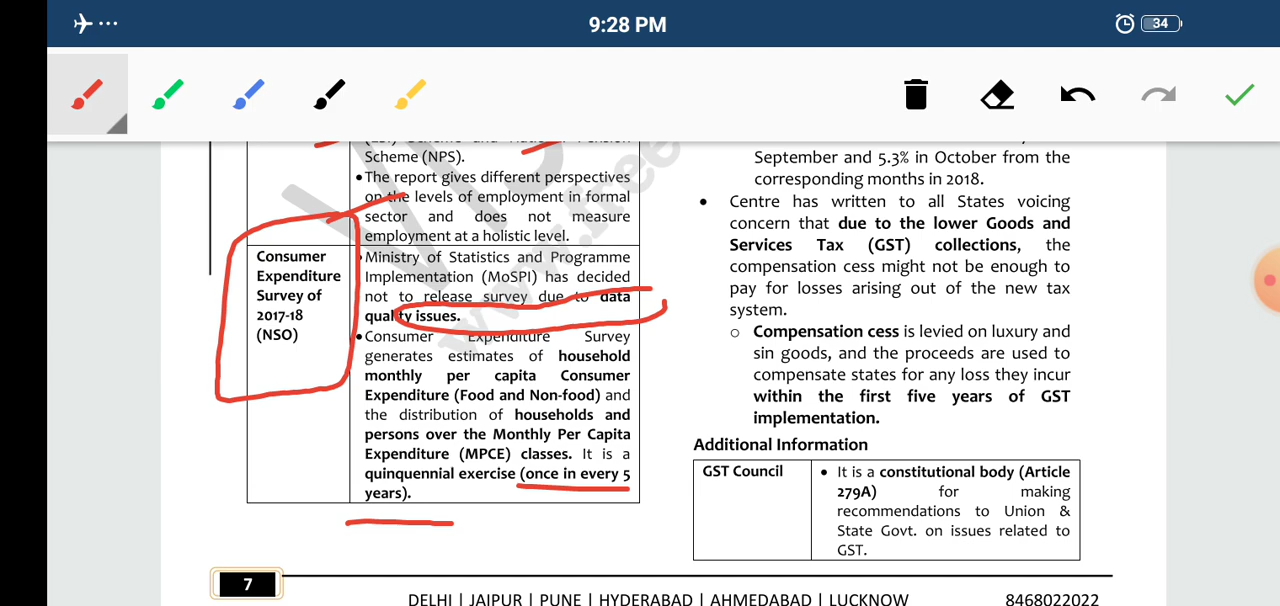 9:28 PM
34
Scheme (NPS).
• The report gives different perspectives
on the levels of employment in formal
sector and does not measure
employment at a holistic level.
Consumer
Expenditure
Survey of
2017-18
(NSO)
• Ministry of Statistics and Programme
Implementation (MoSPI) has decided
not to release survey due to data
quality issues.
• Consumer Expenditure Survey
generates estimates of household
monthly per capita Consumer
Expenditure (Food and Non-food) and
the distribution of households and
persons over the Monthly Per Capita
Expenditure (MPCE) classes. It is a
quinquennial exercise (once in every 5
years).
September and 5.3% in October from the
corresponding months in 2018.
• Centre has written to all States voicing
concern that due to the lower Goods and
Services Tax (GST) collections, the
compensation cess might not be enough to
pay for losses arising out of the new tax
system.
o Compensation cess is levied on luxury and
sin goods, and the proceeds are used to
compensate states for any loss they incur
within the first five years of GST
implementation.
Additional Information
GST Council
• It is a constitutional body (Article
279A) for making
recommendations to Union &
State Govt. on issues related to
GST.
7
DELHI | JAIPUR | PUNE | HYDERABAD | AHMEDABAD | LUCKNOW
8468022022